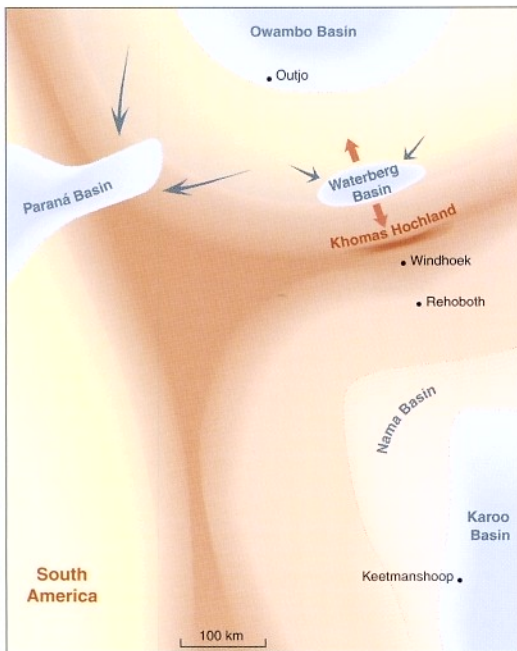 Owambo Basin
Outjo
Paraná Basin
Waterberg
Basin
Khomas Hochland
Windhoek
Rehoboth
Nama Basin
Karoo
Basin
South
America
Keetmanshoop
100 km